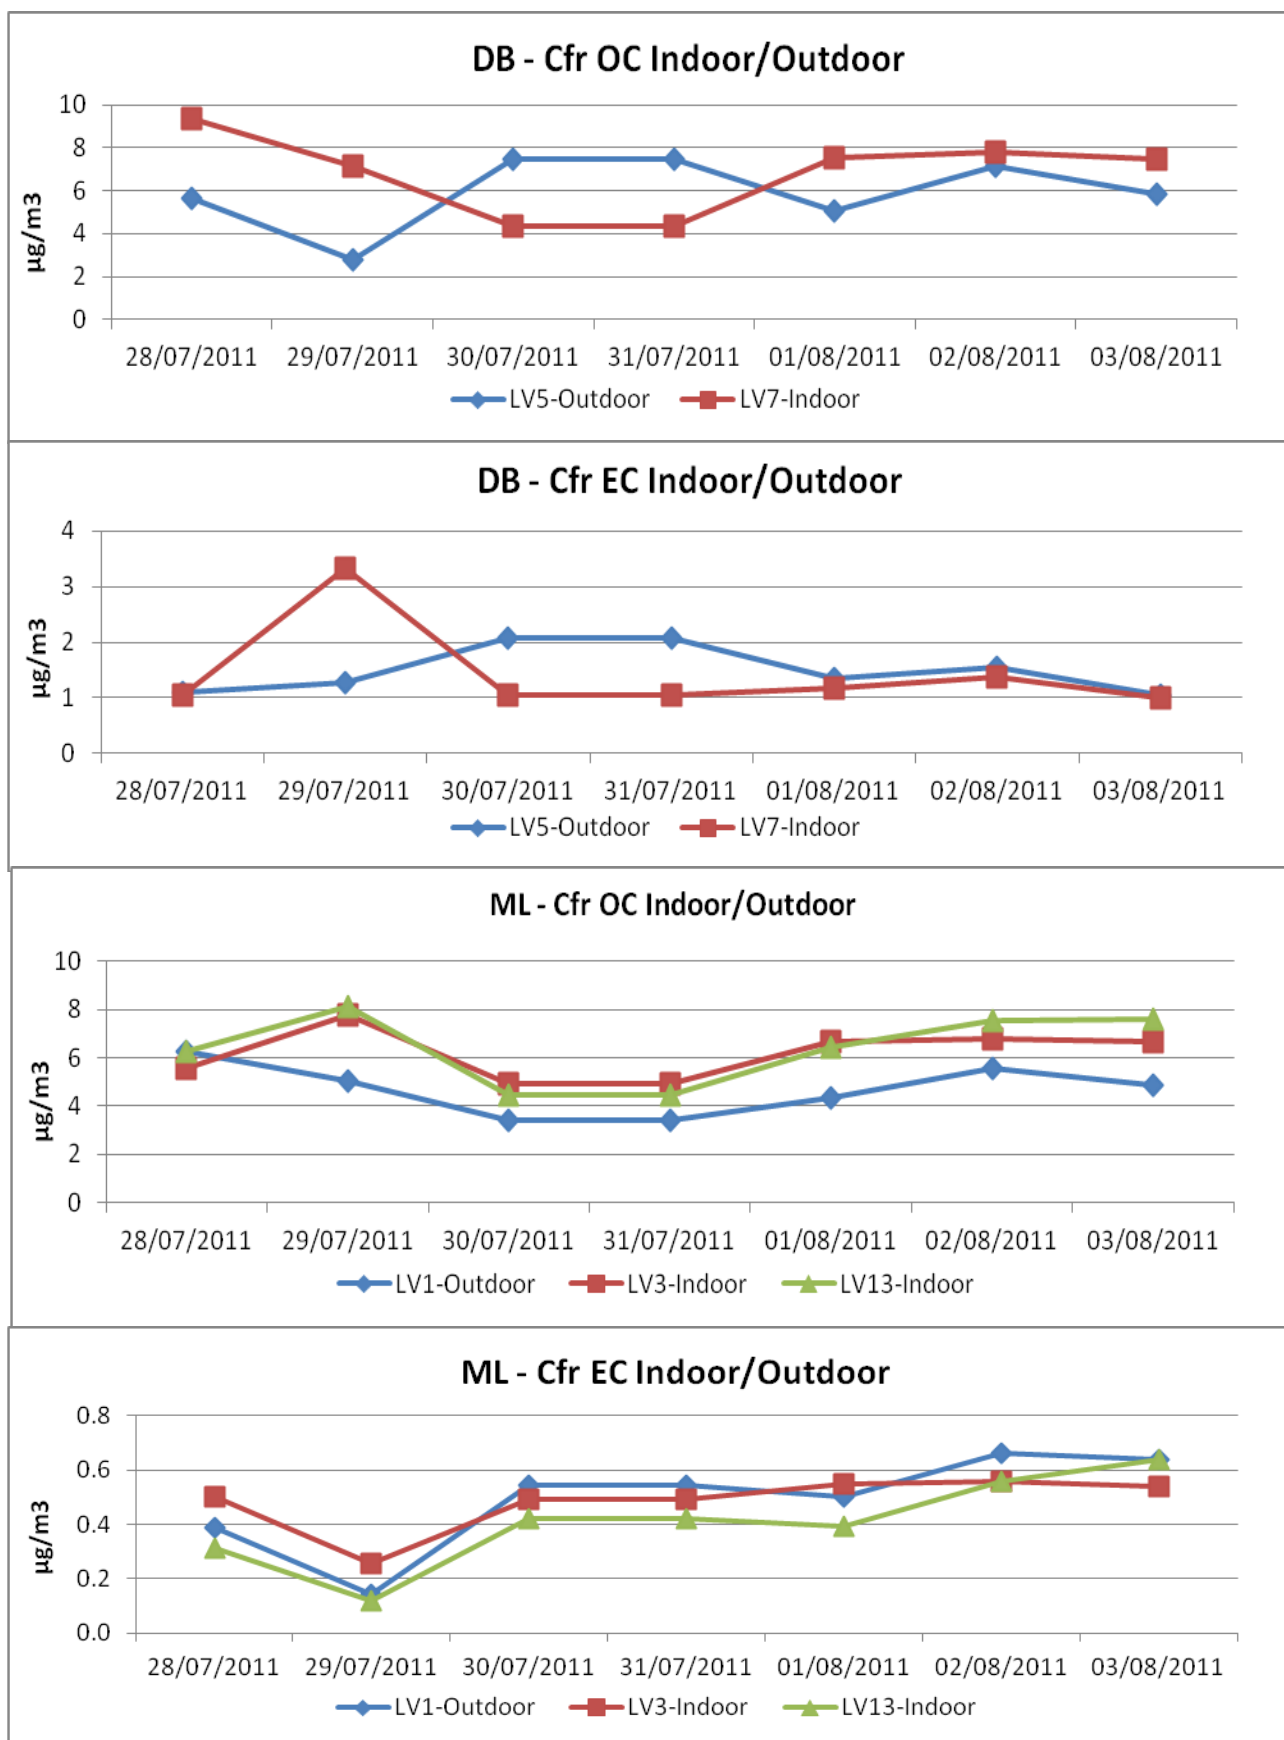 DB - Cfr OC Indoor/Outdoor
10
8
6
4
2
0
µg/m3
28/07/2011 29/07/2011 30/07/2011 31/07/2011 01/08/2011 02/08/2011 03/08/2011
LV5-Outdoor LV7-Indoor
DB - Cfr EC Indoor/Outdoor
4
3
2
1
0
µg/m3
28/07/2011 29/07/2011 30/07/2011 31/07/2011 01/08/2011 02/08/2011 03/08/2011
LV5-Outdoor LV7-Indoor
ML - Cfr OC Indoor/Outdoor
10
8
6
4
2
0
µg/m3
28/07/2011 29/07/2011 30/07/2011 31/07/2011 01/08/2011 02/08/2011 03/08/2011
LV1-Outdoor LV3-Indoor LV13-Indoor
ML - Cfr EC Indoor/Outdoor
0.8
0.6
0.4
0.2
0.0
µg/m3
28/07/2011 29/07/2011 30/07/2011 31/07/2011 01/08/2011 02/08/2011 03/08/2011
LV1-Outdoor LV3-Indoor LV13-Indoor